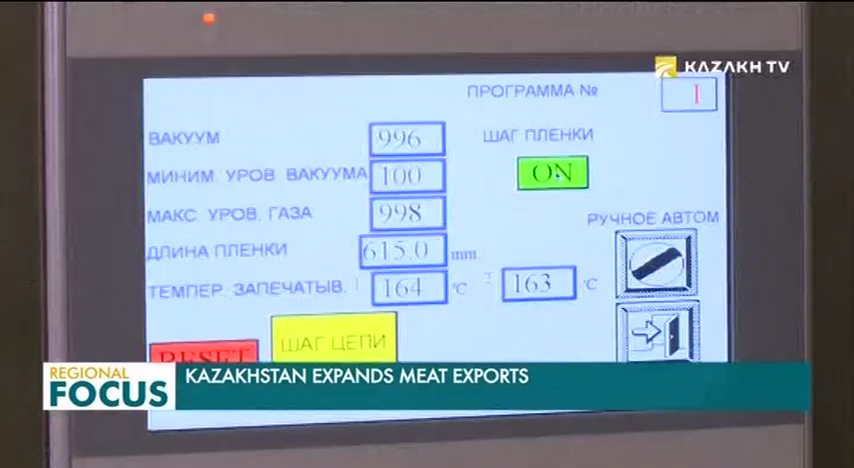 KAZAKH TV
ПРОГРАММА № 1
ВАКУУМ 996 ШАГ ПЛЕНКИ
МИНИМ. УРОВ. ВАКУУМА 100 ON
МАКС. УРОВ. ГАЗА 998 РУЧНОЕ АВТОМ
ДЛИНА ПЛЕНКИ 615.0 mm.
ТЕМПЕР. ЗАПЕЧАТЫВ. 164 °C 163 °C
RESET ШАГ ЦЕПИ
REGIONAL
FOCUS
KAZAKHSTAN EXPANDS MEAT EXPORTS